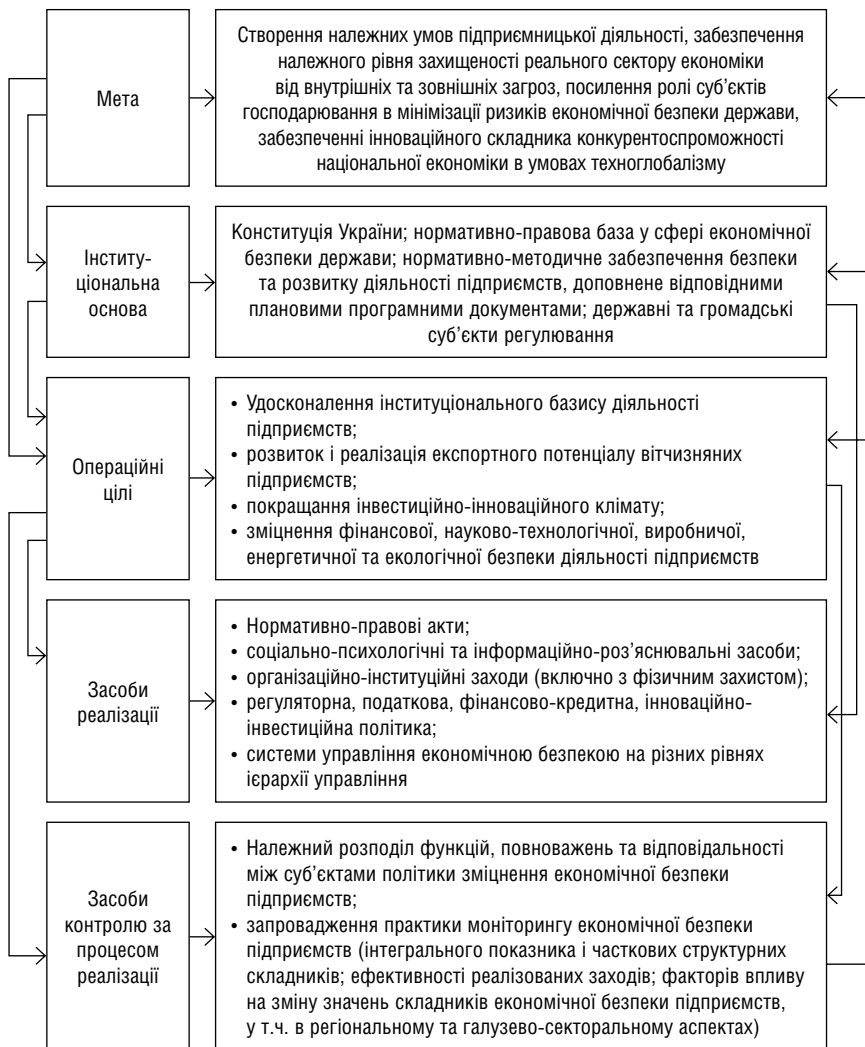 Мета
Створення належних умов підприємницької діяльності, забезпечення
належного рівня захищеності реального сектору економіки
від внутрішніх та зовнішніх загроз, посилення ролі суб’єктів
господарювання в мінімізації ризиків економічної безпеки держави,
забезпеченні інноваційного складника конкурентоспроможності
національної економіки в умовах техноглобалізму
Інститу-
ціональна
основа
Конституція України; нормативно-правова база у сфері економічної
безпеки держави; нормативно-методичне забезпечення безпеки
та розвитку діяльності підприємств, доповнене відповідними
плановими програмними документами; державні та громадські
суб’єкти регулювання
Операційні
цілі
• Удосконалення інституціонального базису діяльності
підприємств;
• розвиток і реалізація експортного потенціалу вітчизняних
підприємств;
• покращання інвестиційно-інноваційного клімату;
• зміцнення фінансової, науково-технологічної, виробничої,
енергетичної та екологічної безпеки діяльності підприємств
Засоби
реалізації
• Нормативно-правові акти;
• соціально-психологічні та інформаційно-роз’яснювальні засоби;
• організаційно-інституційні заходи (включно з фізичним захистом);
• регуляторна, податкова, фінансово-кредитна, інноваційно-
інвестиційна політика;
• системи управління економічною безпекою на різних рівнях
ієрархії управління
Засоби
контролю за
процесом
реалізації
• Належний розподіл функцій, повноважень та відповідальності
між суб’єктами політики зміцнення економічної безпеки
підприємств;
• запровадження практики моніторингу економічної безпеки
підприємств (інтегрального показника і часткових структурних
складників; ефективності реалізованих заходів; факторів впливу
на зміну значень складників економічної безпеки підприємств,
у т.ч. в регіональному та галузево-секторальному аспектах)